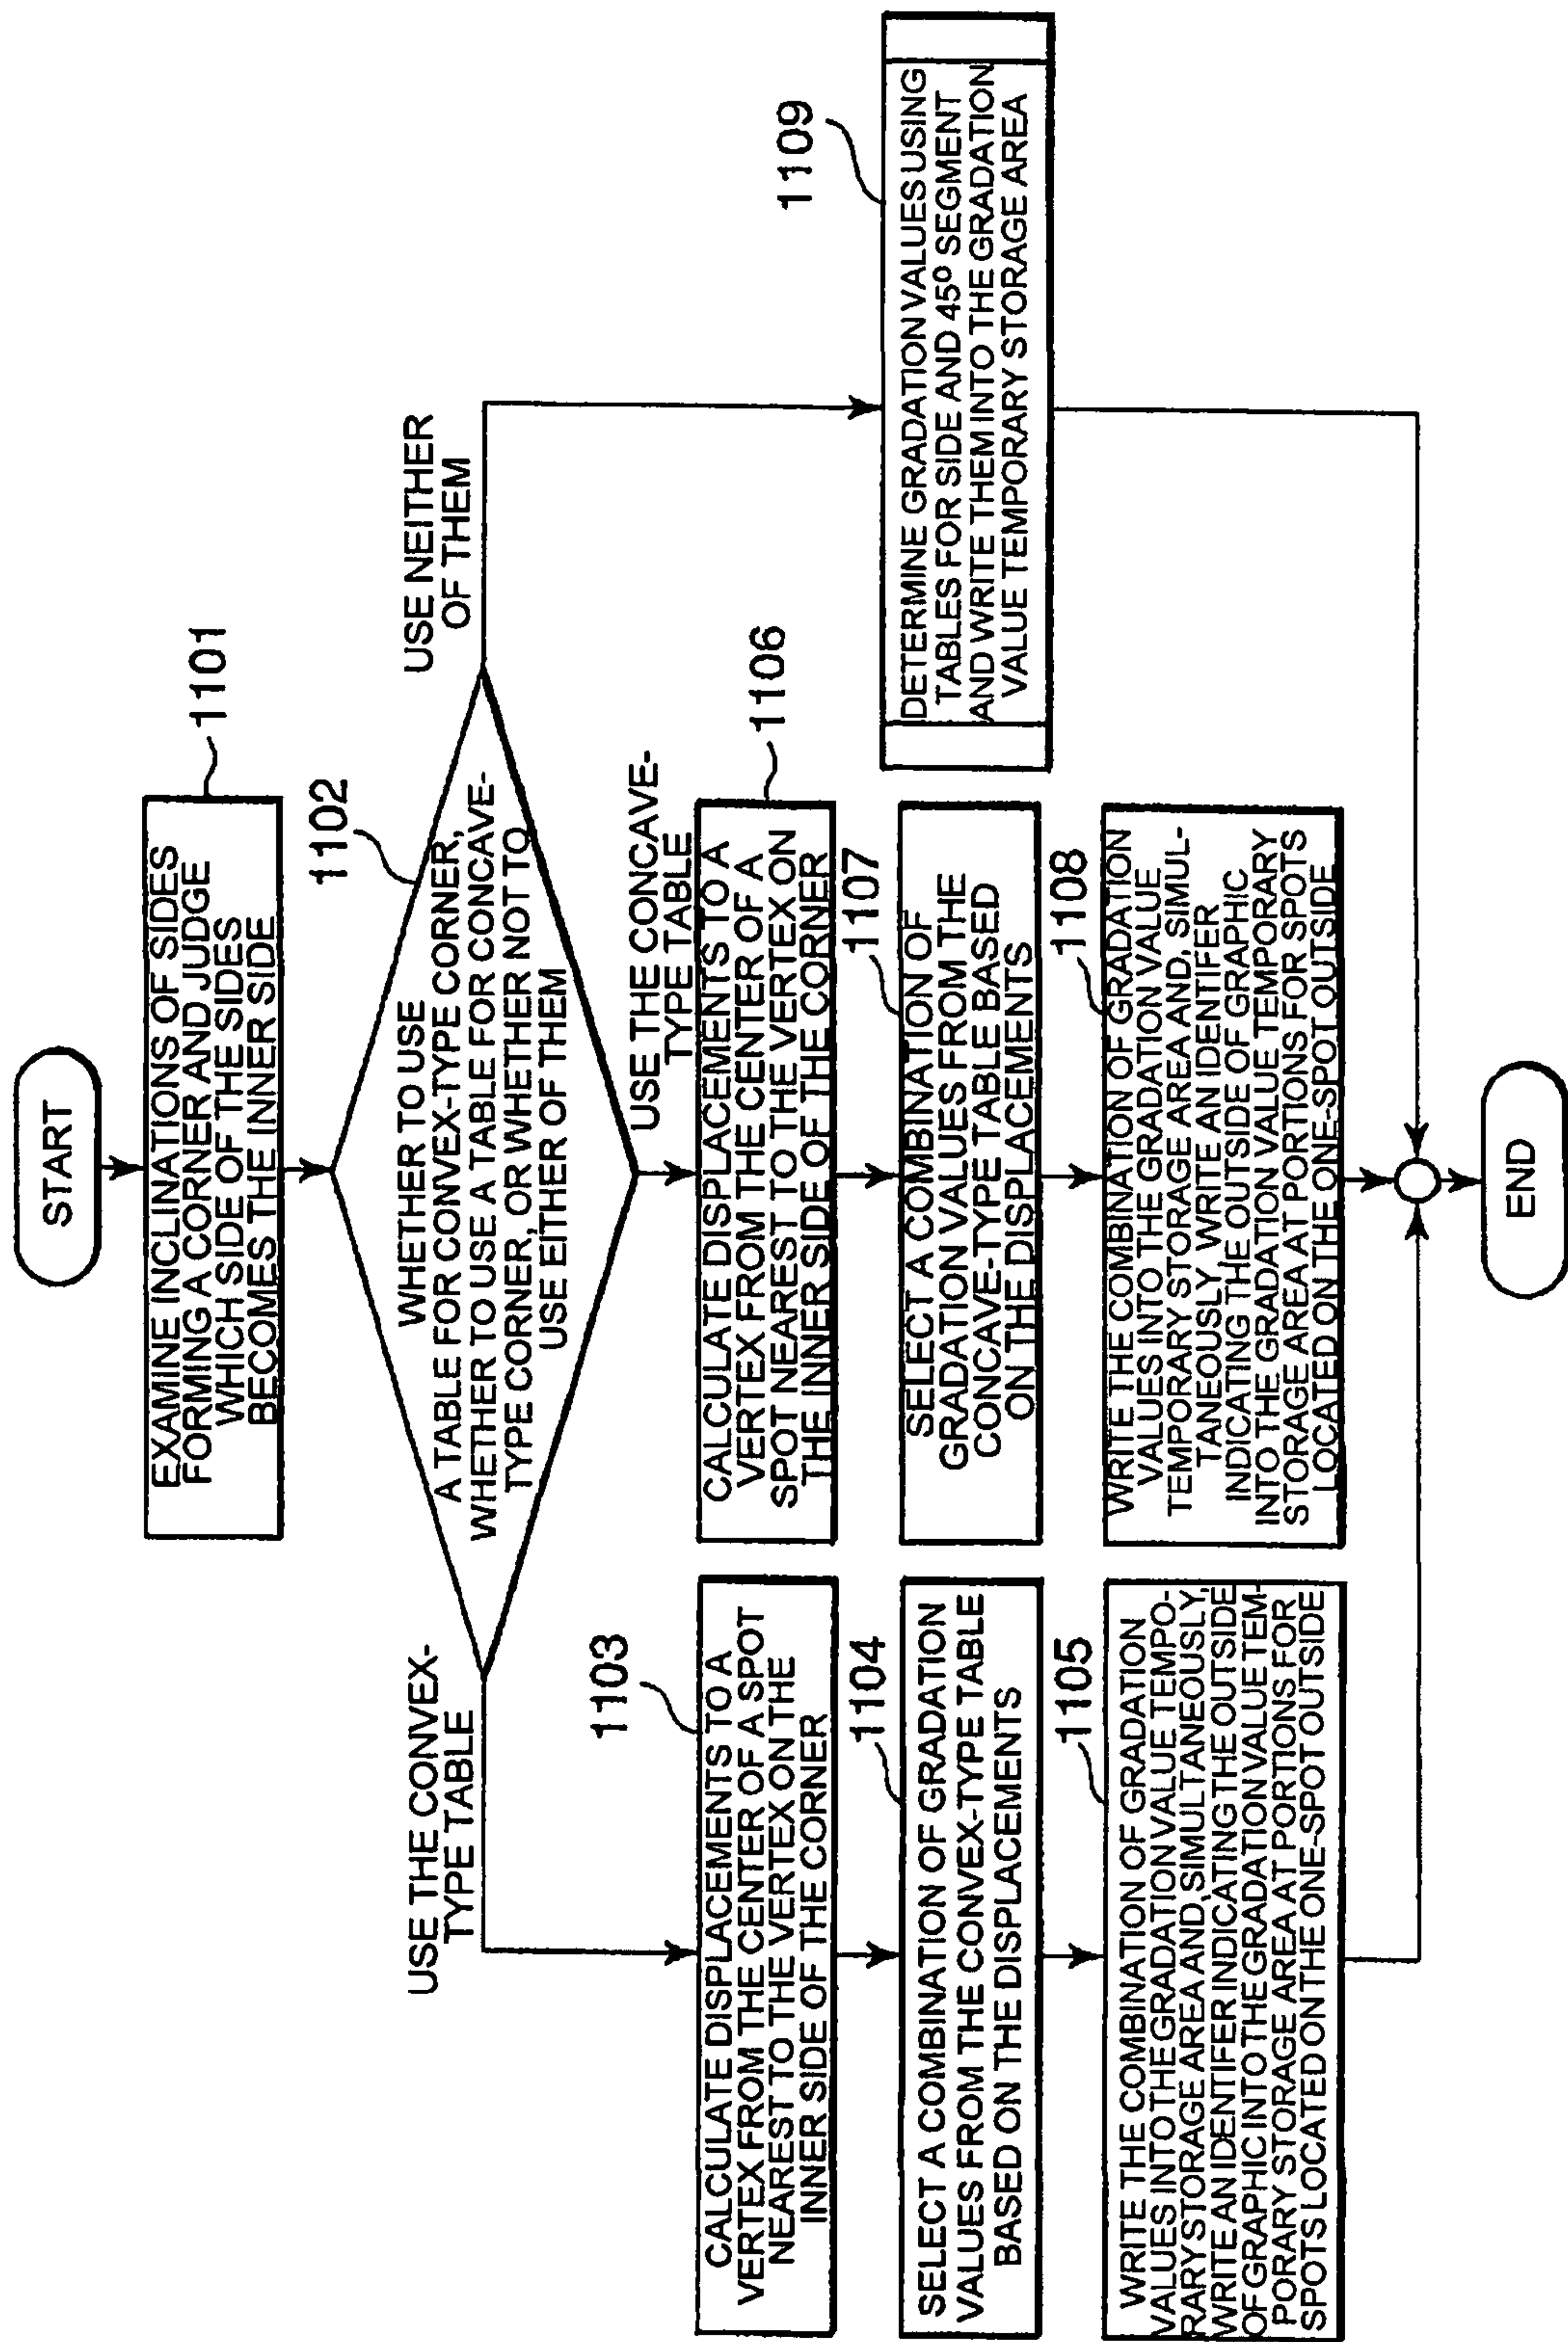 START
EXAMINE INCLINATIONS OF SIDES
FORMING A CORNER AND JUDGE
WHICH SIDE OF THE SIDES
BECOMES THE INNER SIDE
1101
WHETHER TO USE
A TABLE FOR CONVEX-TYPE CORNER,
WHETHER TO USE A TABLE FOR CONCAVE-
TYPE CORNER, OR WHETHER NOT TO
USE EITHER OF THEM
1102
USE THE CONVEX-
TYPE TABLE
1103
CALCULATE DISPLACEMENTS TO A
VERTEX FROM THE CENTER OF A SPOT
NEAREST TO THE VERTEX ON THE
INNER SIDE OF THE CORNER
1104
SELECT A COMBINATION OF GRADATION
VALUES FROM THE CONVEX-TYPE TABLE
BASED ON THE DISPLACEMENTS
1105
WRITE THE COMBINATION OF GRADATION
VALUES INTO THE GRADATION VALUE TEMPO-
RARY STORAGE AREA AND, SIMULTANEOUSLY,
WRITE AN IDENTIFER INDICATING THE OUTSIDE
OF GRAPHIC INTO THE GRADATION VALUE TEM-
PORARY STORAGE AREA AT PORTIONS FOR
SPOTS LOCATED ON THE ONE-SPOT OUTSIDE
USE THE CONCAVE-
TYPE TABLE
1106
CALCULATE DISPLACEMENTS TO A
VERTEX FROM THE CENTER OF A
SPOT NEAREST TO THE VERTEX ON
THE INNER SIDE OF THE CORNER
1107
SELECT A COMBINATION OF
GRADATION VALUES FROM THE
CONCAVE-TYPE TABLE BASED
ON THE DISPLACEMENTS
1108
WRITE THE COMBINATION OF GRADATION
VALUES INTO THE GRADATION VALUE
TEMPORARY STORAGE AREA AND, SIMUL-
TANEOUSLY, WRITE AN IDENTIFER
INDICATING THE OUTSIDE OF GRAPHIC
INTO THE GRADATION VALUE TEMPORARY
STORAGE AREA AT PORTIONS FOR SPOTS
LOCATED ON THE ONE-SPOT OUTSIDE
USE NEITHER
OF THEM
1109
DETERMINE GRADATION VALUES USING
TABLES FOR SIDE AND 45° SEGMENT
AND WRITE THEM INTO THE GRADATION
VALUE TEMPORARY STORAGE AREA
END